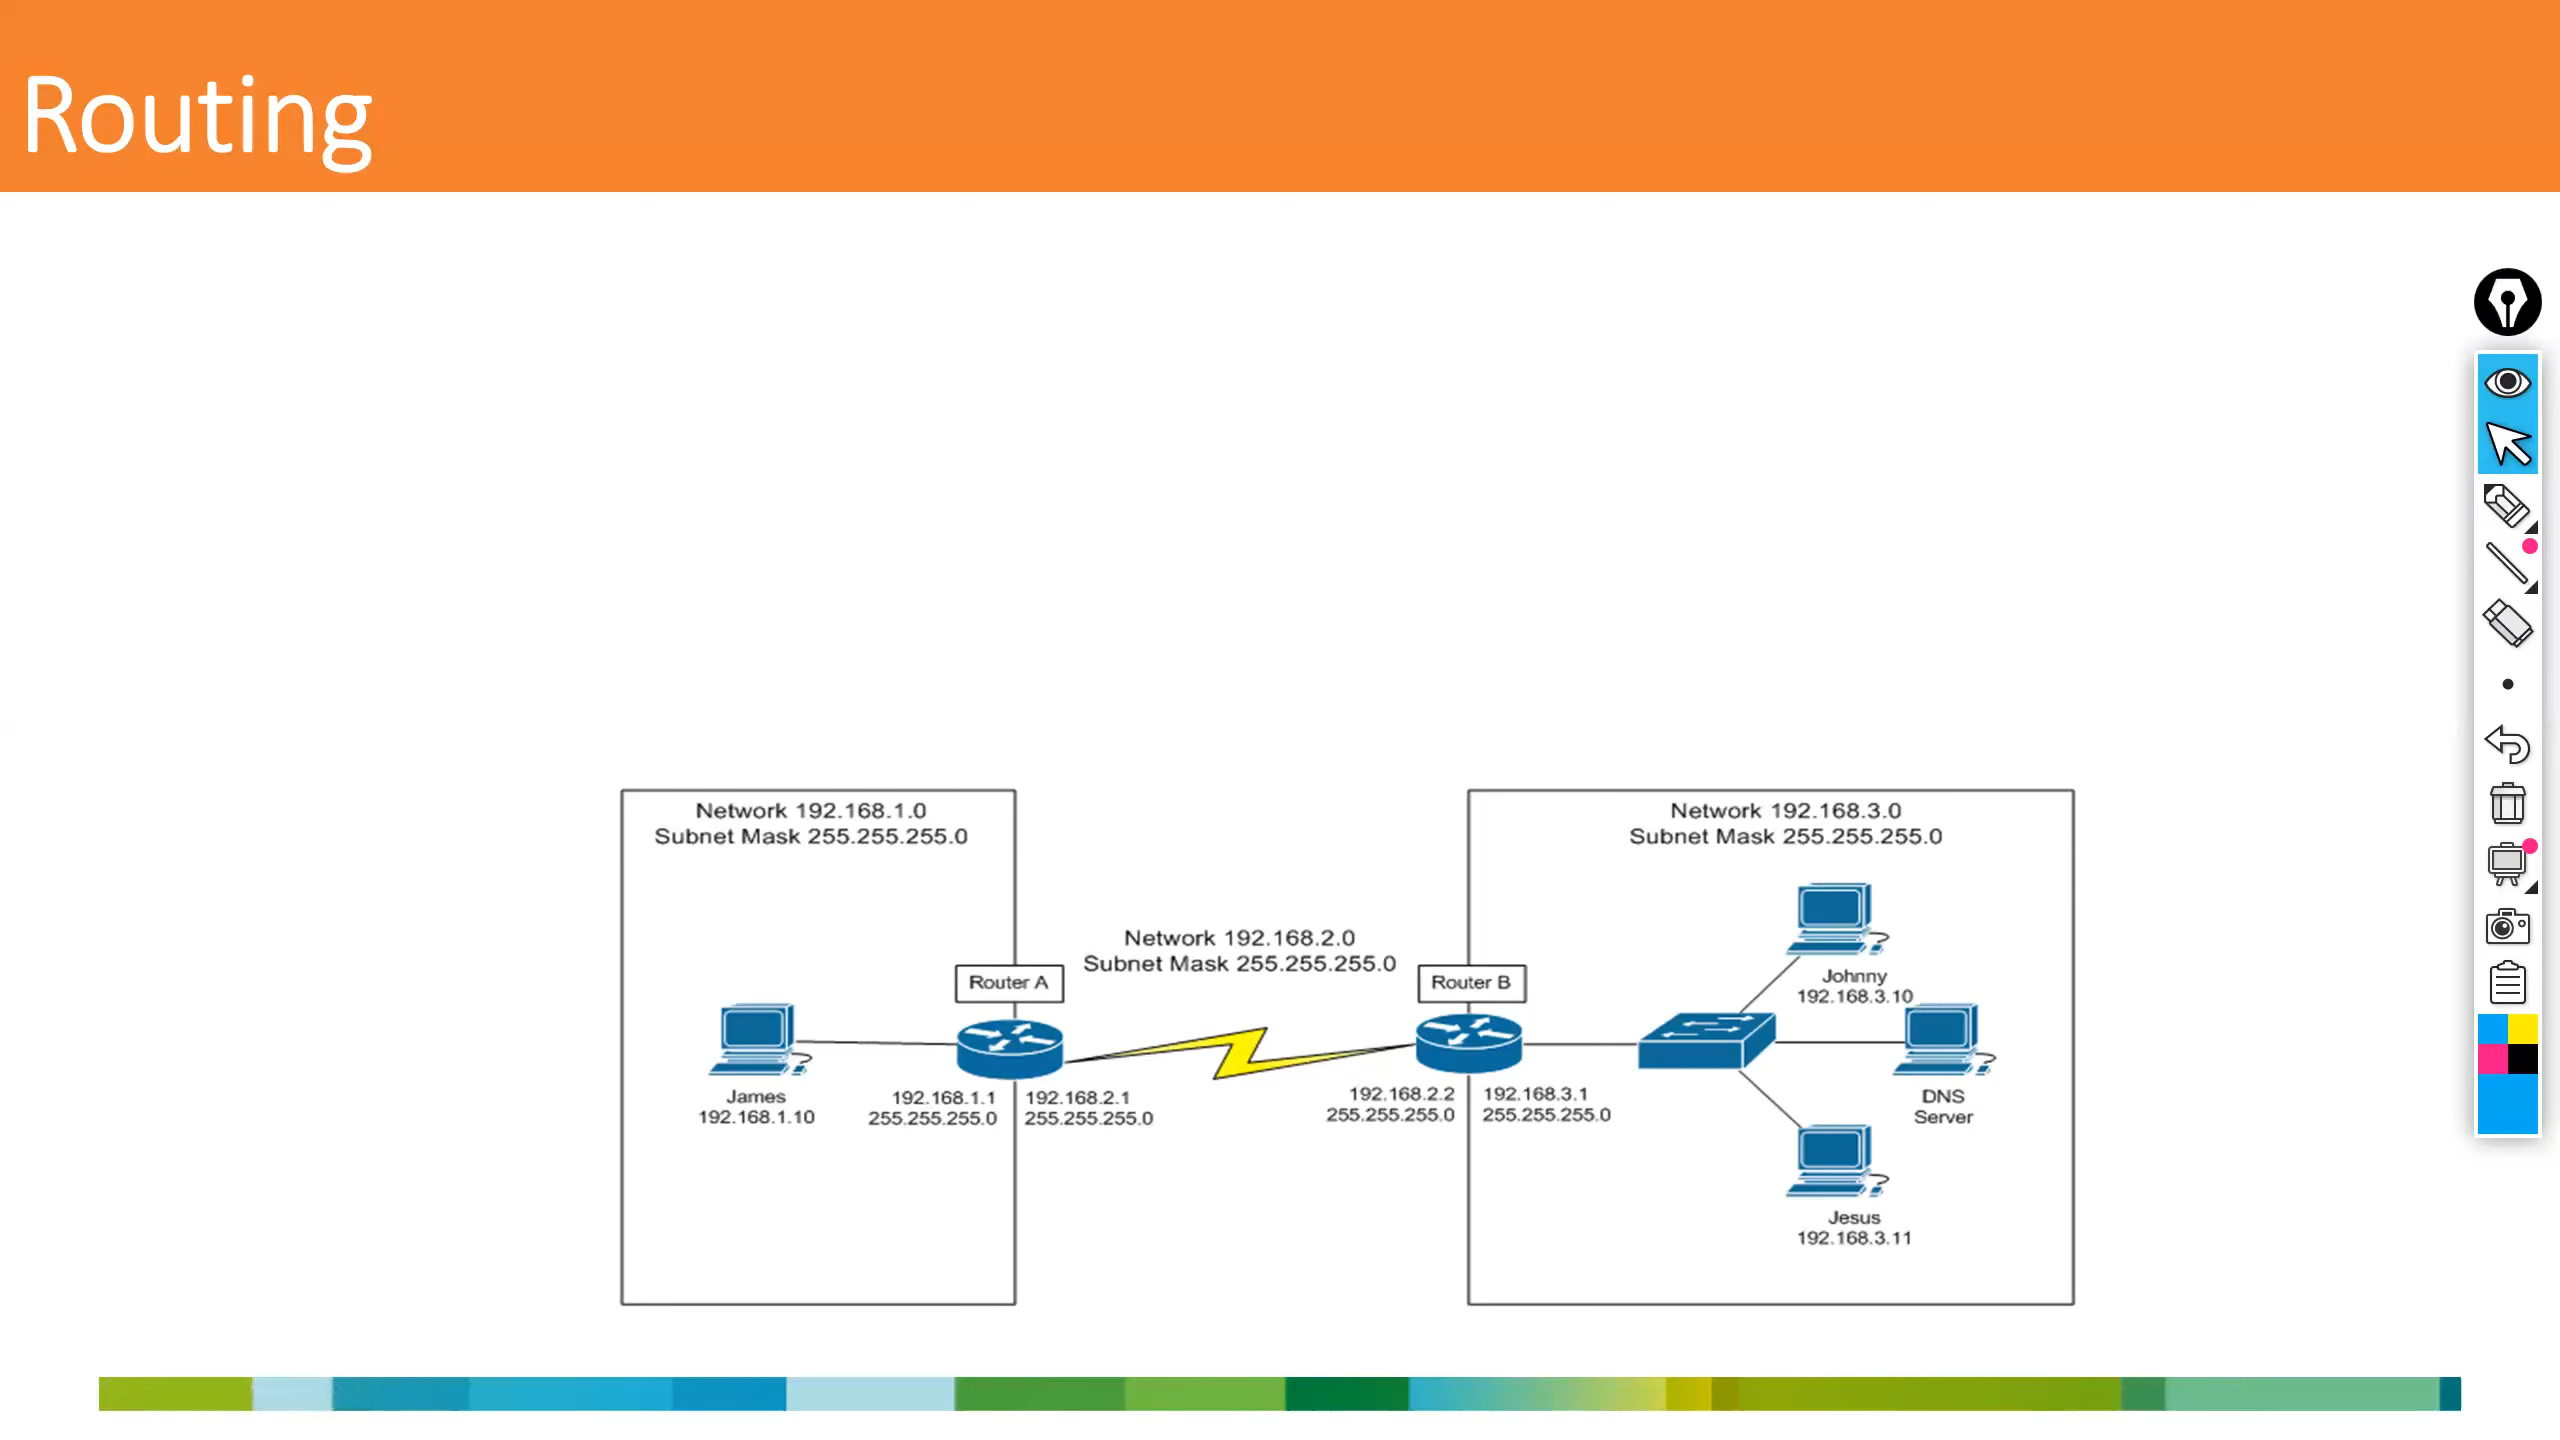 Routing
Network 192.168.1.0
Subnet Mask 255.255.255.0
Network 192.168.3.0
Subnet Mask 255.255.255.0
Network 192.168.2.0
Subnet Mask 255.255.255.0
Router A
Router B
Johnny
192.168.3.10
James
192.168.1.10
192.168.1.1
255.255.255.0
192.168.2.1
255.255.255.0
192.168.2.2
255.255.255.0
192.168.3.1
255.255.255.0
DNS
Server
Jesus
192.168.3.11